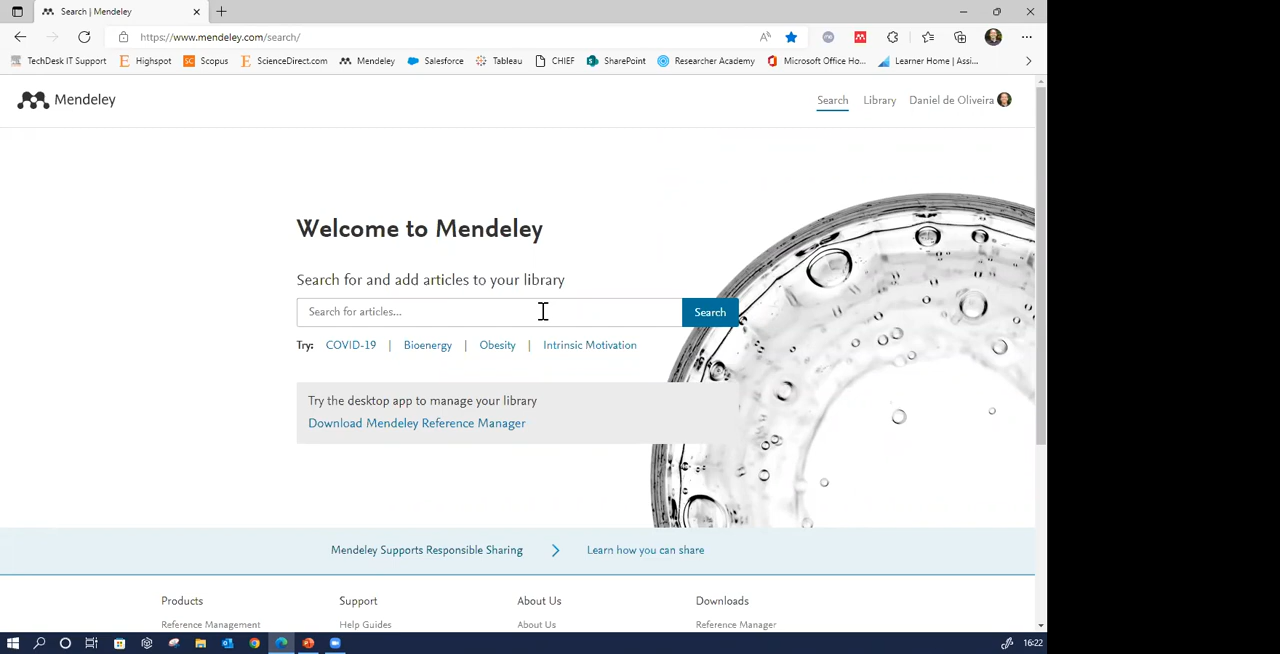 Search | Mendeley
https://www.mendeley.com/search/
TechDesk IT Support Highspot Scopus ScienceDirect.com Mendeley Salesforce Tableau CHIEF SharePoint Researcher Academy Microsoft Office Ho... Learner Home | Assi...
Mendeley Search Library Daniel de Oliveira
Welcome to Mendeley
Search for and add articles to your library
Search for articles... Search
Try: COVID-19 | Bioenergy | Obesity | Intrinsic Motivation
Try the desktop app to manage your library
Download Mendeley Reference Manager
Mendeley Supports Responsible Sharing Learn how you can share
Products Support About Us Downloads
Reference Management Help Guides About Us Reference Manager
16:22